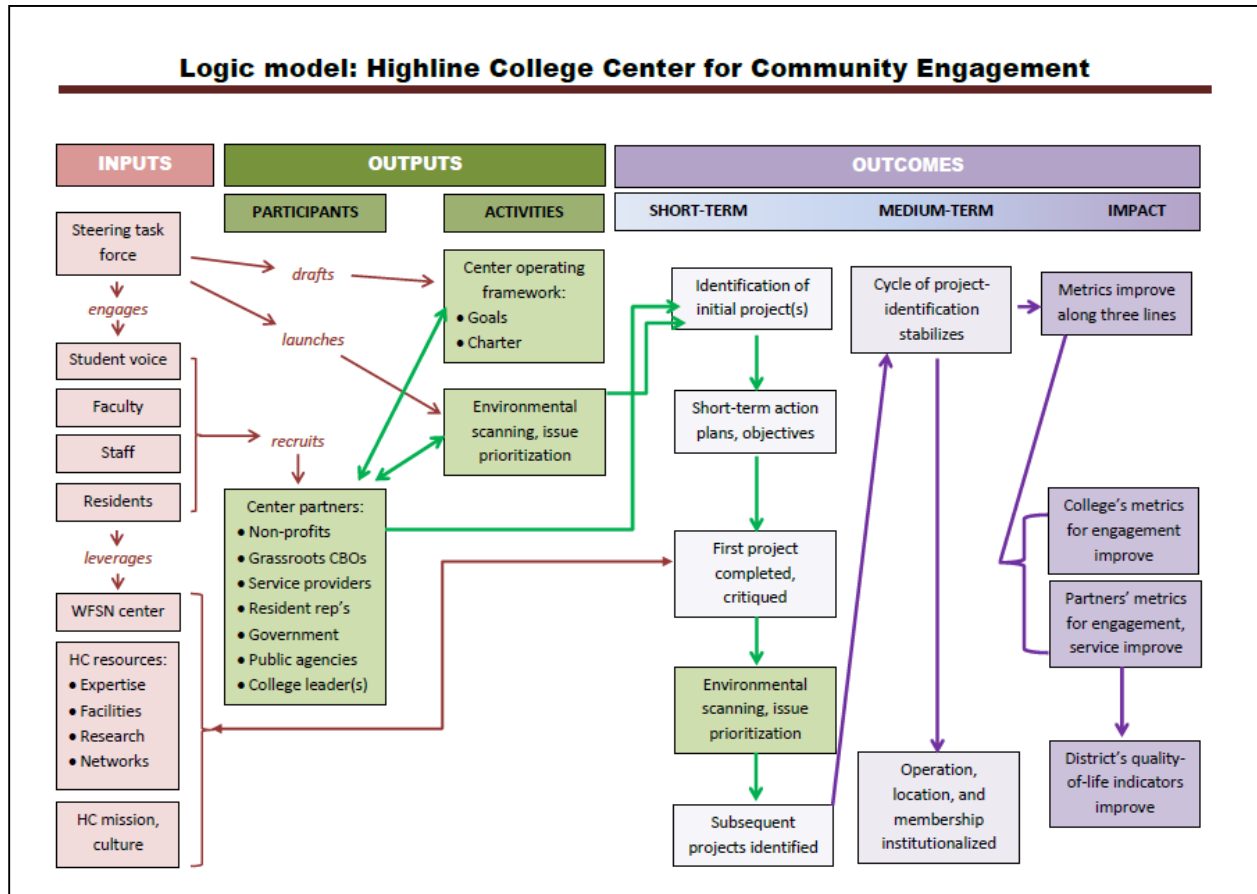 Logic model: Highline College Center for Community Engagement
INPUTS
OUTPUTS
OUTCOMES
PARTICIPANTS
ACTIVITIES
SHORT-TERM
MEDIUM-TERM
IMPACT
Steering task
force
engages
Student voice
Faculty
Staff
Residents
leverages
WFSN center
HC resources:
• Expertise
• Facilities
• Research
• Networks
HC mission,
culture
drafts
launches
recruits
Center partners:
• Non-profits
• Grassroots CBOs
• Service providers
• Resident rep's
• Government
• Public agencies
• College leader(s)
Center operating
framework:
• Goals
• Charter
Environmental
scanning, issue
prioritization
Identification of
initial project(s)
Short-term action
plans, objectives
First project
completed,
critiqued
Environmental
scanning, issue
prioritization
Subsequent
projects identified
Cycle of project-
identification
stabilizes
Operation,
location, and
membership
institutionalized
Metrics improve
along three lines
College's metrics
for engagement
improve
Partners' metrics
for engagement,
service improve
District's quality-
of-life indicators
improve